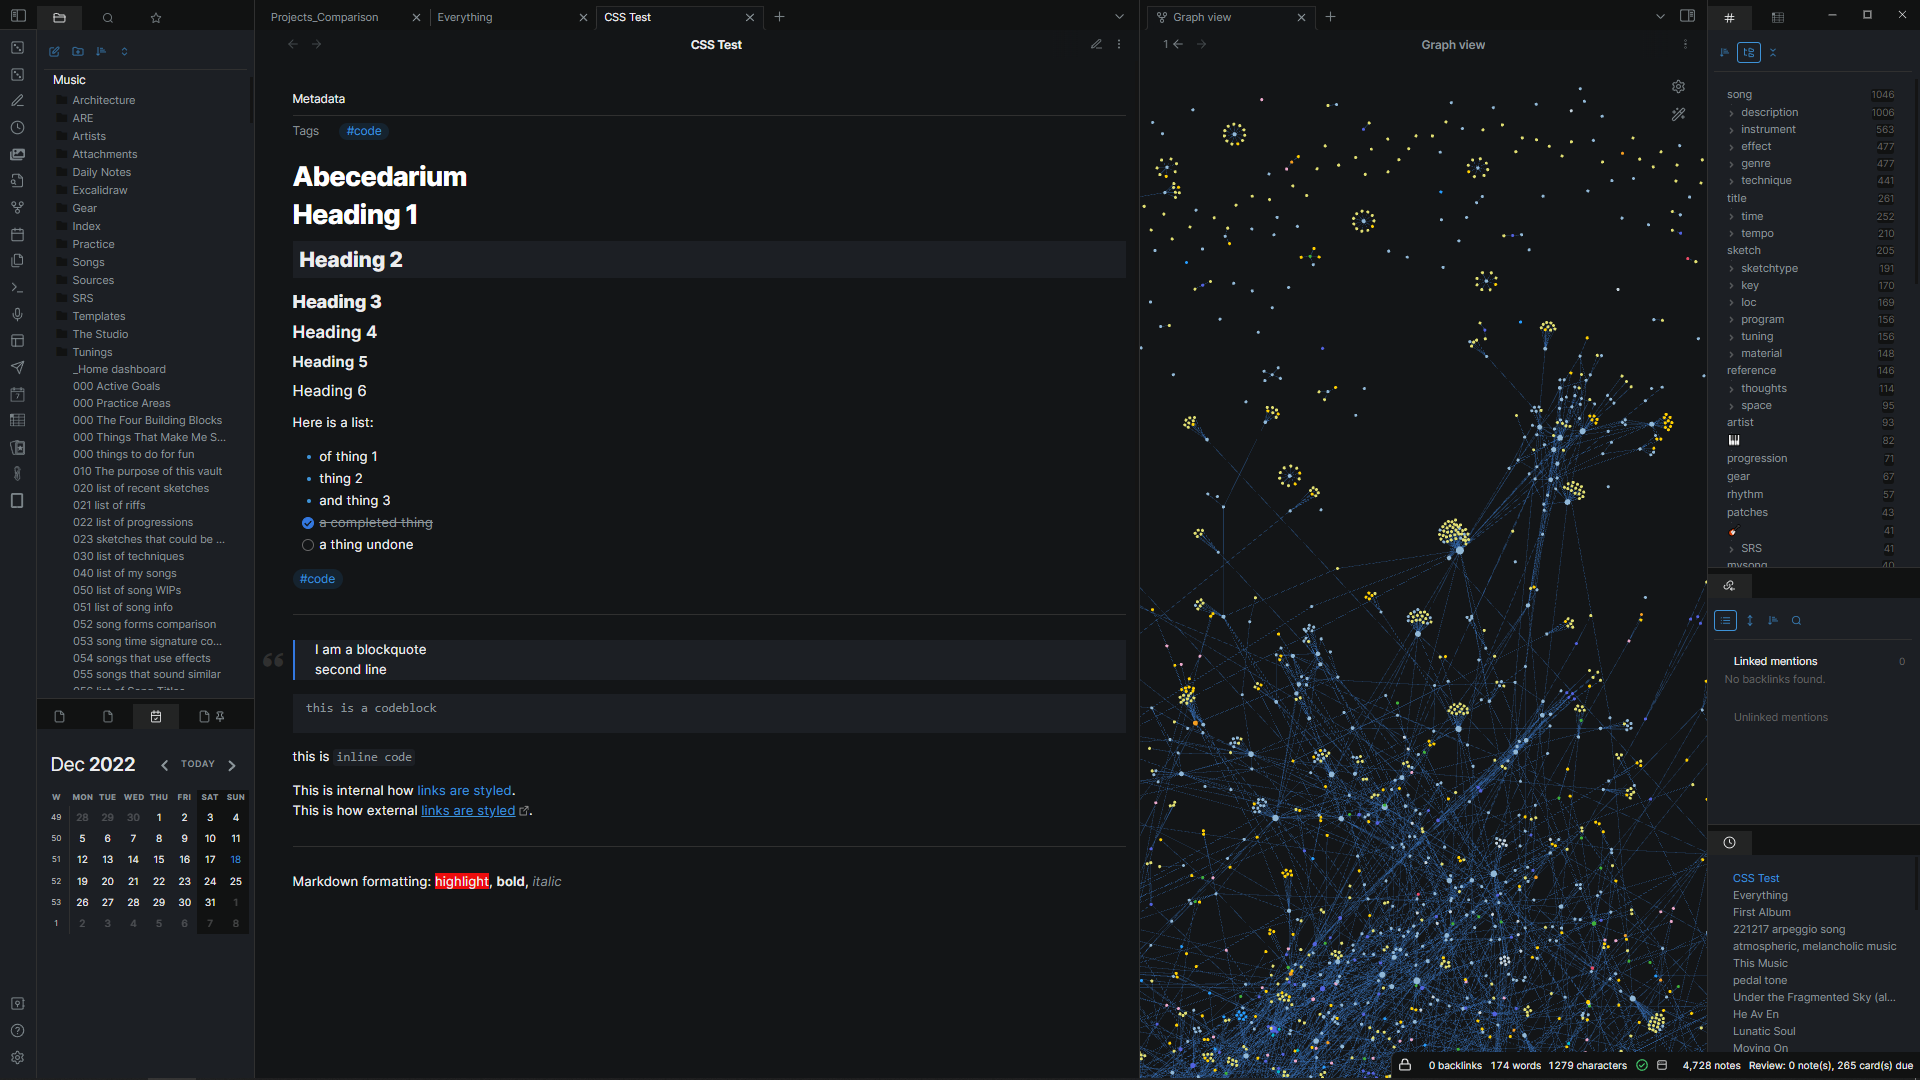 Projects_Comparison
Everything
CSS Test
Graph view
Music
Architecture
ARE
Artists
Attachments
Daily Notes
Excalidraw
Gear
Index
Practice
Songs
Sources
SRS
Templates
The Studio
Tunings
_Home dashboard
000 Active Goals
000 Practice Areas
000 The Four Building Blocks
000 Things That Make Me S...
000 things to do for fun
010 The purpose of this vault
020 list of recent sketches
021 list of riffs
022 list of progressions
023 sketches that could be ...
030 list of techniques
040 list of my songs
050 list of song WIPs
051 list of song info
052 song forms comparison
053 song time signature co...
054 songs that use effects
055 songs that sound similar
056 list of Song Titles
Dec 2022
TODAY
W MON TUE WED THU FRI SAT SUN
49 28 29 30 1 2 3 4
50 5 6 7 8 9 10 11
51 12 13 14 15 16 17 18
52 19 20 21 22 23 24 25
53 26 27 28 29 30 31 1
1 2 3 4 5 6 7 8
CSS Test
Metadata
Tags #code
Abecedarium
Heading 1
Heading 2
Heading 3
Heading 4
Heading 5
Heading 6
Here is a list:
of thing 1
thing 2
and thing 3
a completed thing
a thing undone
#code
I am a blockquote
second line
this is a codeblock
this is inline code
This is internal how links are styled.
This is how external links are styled.
Markdown formatting: highlight, bold, italic
1
Graph view
song 1046
description 1006
instrument 563
effect 477
genre 477
technique 441
title 261
time 252
tempo 210
sketch 205
sketchtype 191
key 170
loc 169
program 156
tuning 156
material 148
reference 146
thoughts 114
space 95
artist 93
🎹 82
progression 71
gear 67
rhythm 57
patches 43
41
SRS 41
mysong 40
Linked mentions 0
No backlinks found.
Unlinked mentions
CSS Test
Everything
First Album
221217 arpeggio song
atmospheric, melancholic music
This Music
pedal tone
Under the Fragmented Sky (al...
He Av En
Lunatic Soul
Moving On
0 backlinks 174 words 1279 characters 4,728 notes Review: 0 note(s), 265 card(s) due